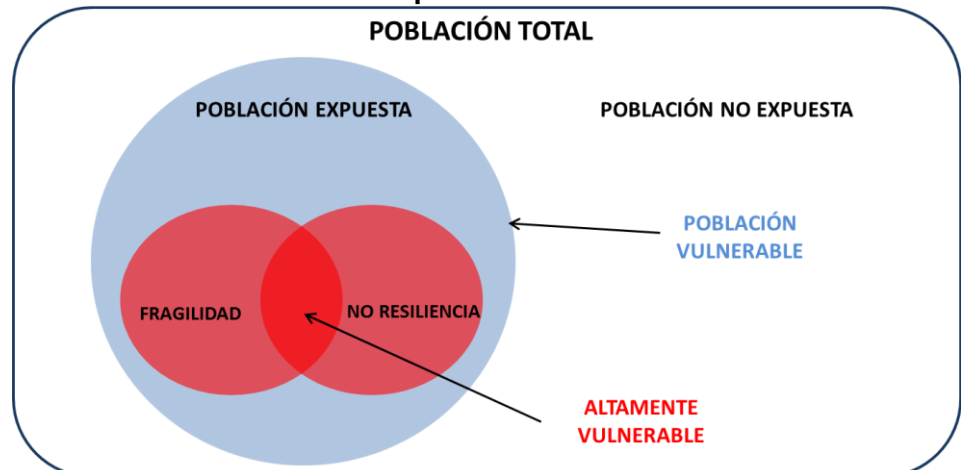 POBLACIÓN TOTAL
POBLACIÓN EXPUESTA
POBLACIÓN NO EXPUESTA
POBLACIÓN
VULNERABLE
FRAGILIDAD
NO RESILIENCIA
ALTAMENTE
VULNERABLE